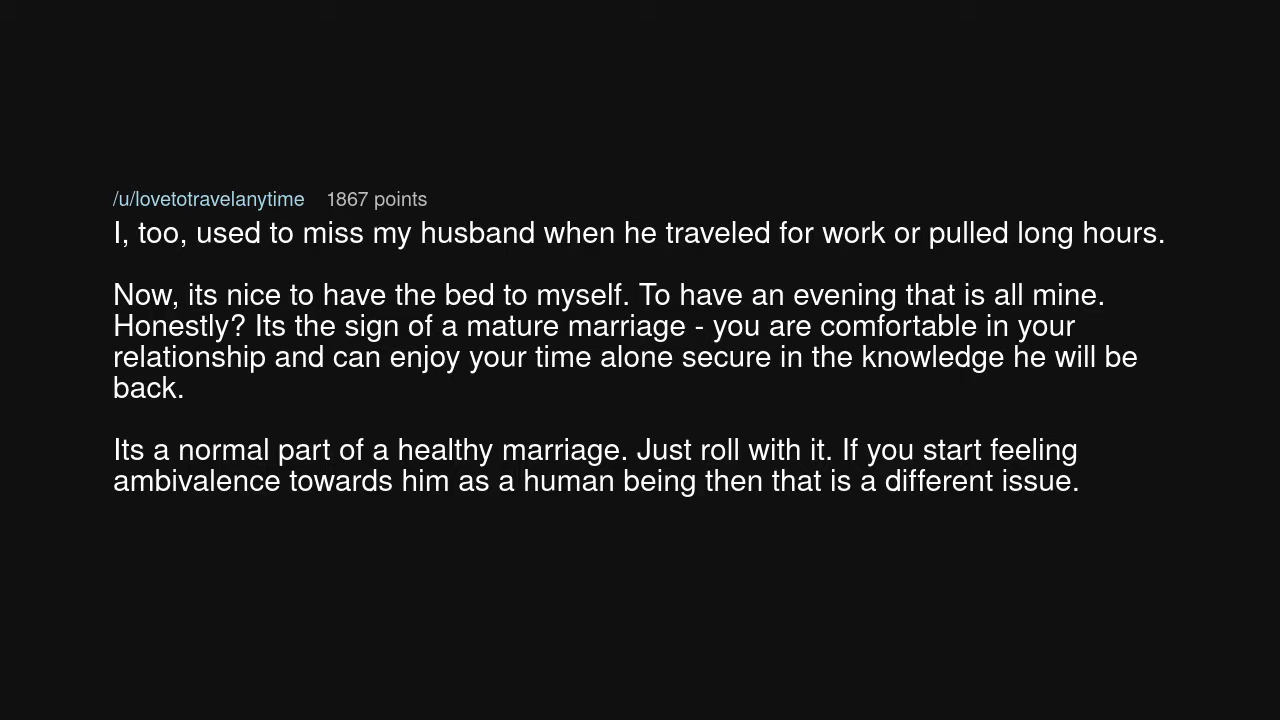 /u/lovetotravelanytime 1867 points
I, too, used to miss my husband when he traveled for work or pulled long hours.
Now, its nice to have the bed to myself. To have an evening that is all mine.
Honestly? Its the sign of a mature marriage - you are comfortable in your
relationship and can enjoy your time alone secure in the knowledge he will be
back.
Its a normal part of a healthy marriage. Just roll with it. If you start feeling
ambivalence towards him as a human being then that is a different issue.